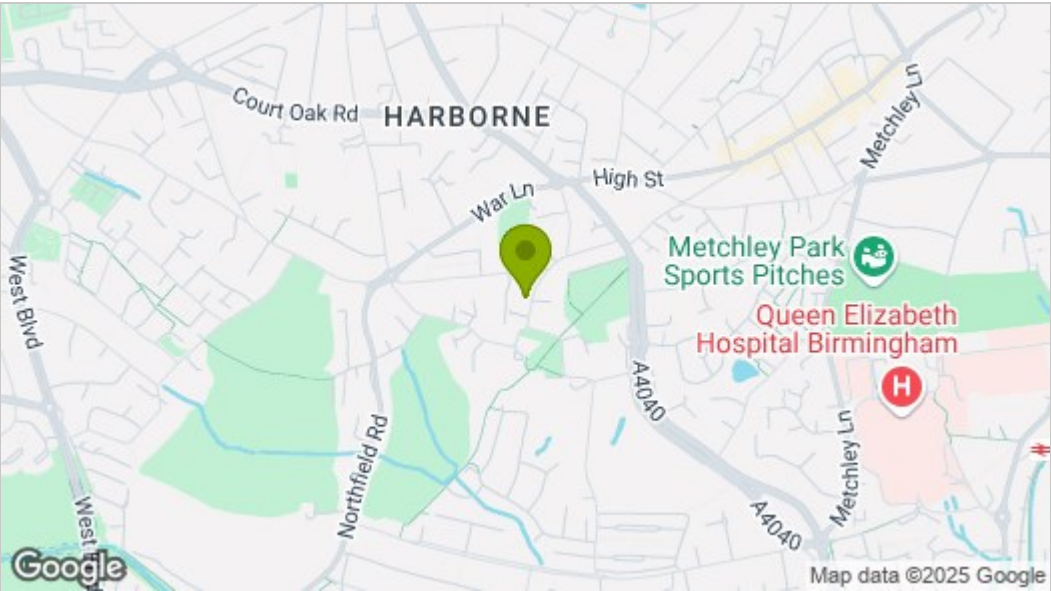 Court Oak Rd
HARBORNE
Metchley Ln
War Ln
High St
Metchley Park
Sports Pitches
West Blvd
Queen Elizabeth
Hospital Birmingham
H
A4040
Northfield Rd
Metchley Ln
A4040
West
Google
Map data ©2025 Google